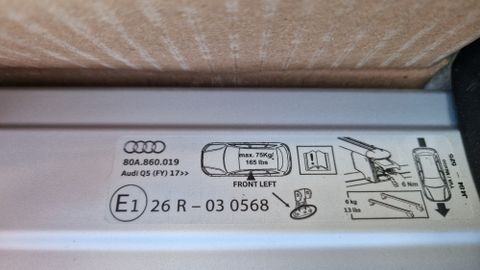 80A.860.019
Audi Q5 (FY) 17>>
max. 75Kg/
165 lbs
FRONT LEFT
E1 26 R – 03 0568
6 Nm
6 kg
13 lbs